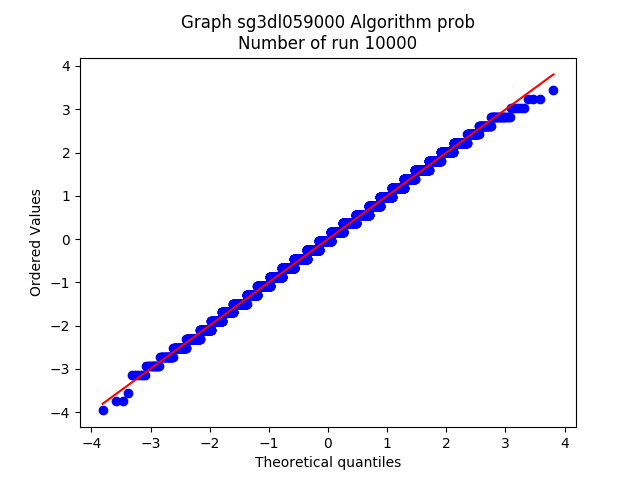 Graph sg3dl059000 Algorithm prob
Number of run 10000
4
3
2
1
0
−1
−2
−3
−4
Ordered Values
−4 −3 −2 −1 0 1 2 3 4
Theoretical quantiles